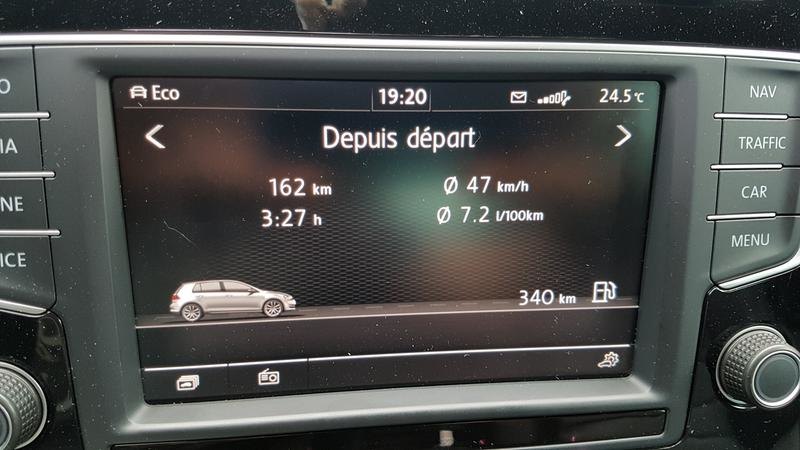 Eco 19:20 24.5°C
Depuis départ
162 km Ø 47 km/h
3:27 h Ø 7.2 l/100km
340 km
NAV
TRAFFIC
CAR
MENU